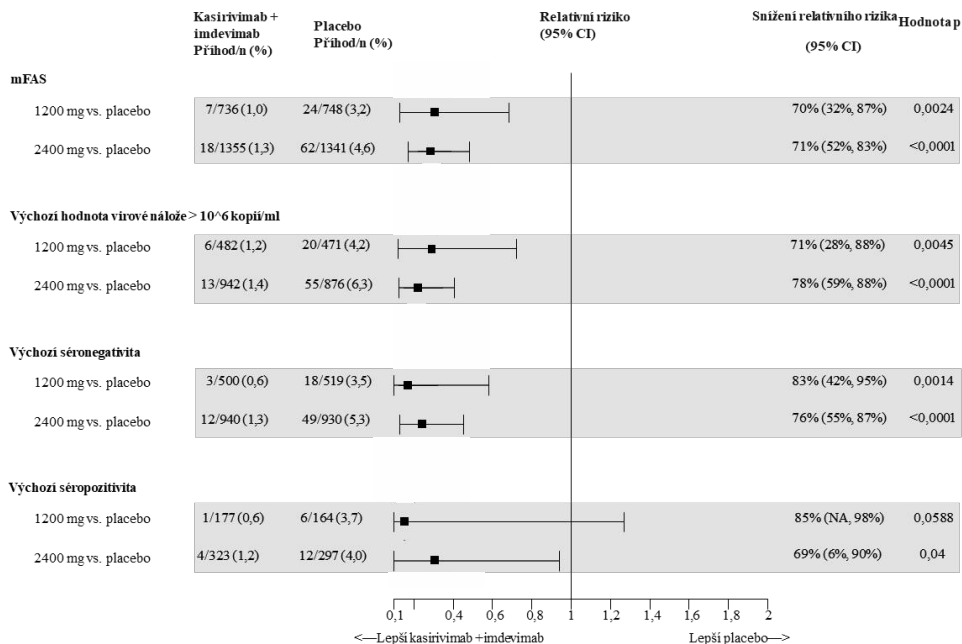 Kasirivimab + imdevimab Příhod/n (%) Placebo Příhod/n (%) Relativní riziko (95% CI) Snížení relativního rizika (95% CI) Hodnota p
mFAS
1200 mg vs. placebo 7/736 (1,0) 24/748 (3,2) 70% (32%, 87%) 0,0024
2400 mg vs. placebo 18/1355 (1,3) 62/1341 (4,6) 71% (52%, 83%) <0,0001
Výchozí hodnota virové nálože > 10^6 kopií/ml
1200 mg vs. placebo 6/482 (1,2) 20/471 (4,2) 71% (28%, 88%) 0,0045
2400 mg vs. placebo 13/942 (1,4) 55/876 (6,3) 78% (59%, 88%) <0,0001
Výchozí séronegativita
1200 mg vs. placebo 3/500 (0,6) 18/519 (3,5) 83% (42%, 95%) 0,0014
2400 mg vs. placebo 12/940 (1,3) 49/930 (5,3) 76% (55%, 87%) <0,0001
Výchozí séropozitivita
1200 mg vs. placebo 1/177 (0,6) 6/164 (3,7) 85% (NA, 98%) 0,0588
2400 mg vs. placebo 4/323 (1,2) 12/297 (4,0) 69% (6%, 90%) 0,04
0,1 0,4 0,6 0,8 1 1,2 1,4 1,6 1,8 2
<—Lepší kasirivimab + imdevimab Lepší placebo—>